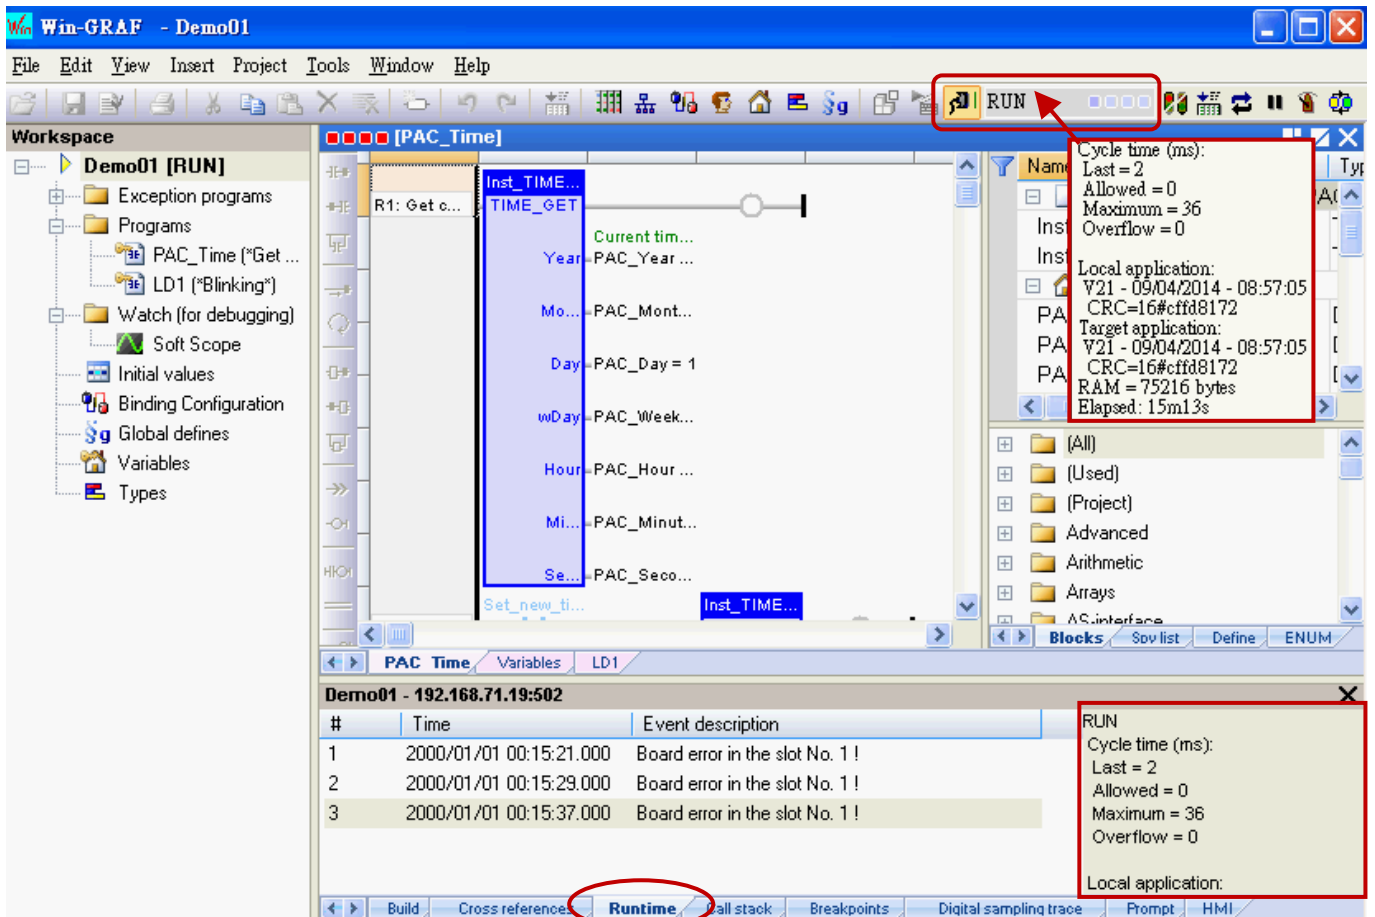 Win-GRAF - Demo01
File Edit View Insert Project Tools Window Help
RUN
Workspace
Demo01 [RUN]
Exception programs
Programs
PAC_Time (*Get ...
LD1 (*Blinking*)
Watch (for debugging)
Soft Scope
Initial values
Binding Configuration
Global defines
Variables
Types
[PAC_Time]
R1: Get c...
Inst_TIME...
TIME_GET
Current tim...
Year PAC_Year ...
Mo... PAC_Mont...
Day PAC_Day = 1
wDay PAC_Week...
Hour PAC_Hour ...
Mi... PAC_Minut...
Se... PAC_Seco...
Set_new_ti...
Inst_TIME...
PAC_Time Variables LD1
Name
Inst
Inst
PA
PA
PA
Cycle time (ms):
Last = 2
Allowed = 0
Maximum = 36
Overflow = 0
Local application:
V21 - 09/04/2014 - 08:57:05
CRC=16#cffd8172
Target application:
V21 - 09/04/2014 - 08:57:05
CRC=16#cffd8172
RAM = 75216 bytes
Elapsed: 15m13s
(All)
(Used)
(Project)
Advanced
Arithmetic
Arrays
AS-interface
Blocks Spy list Define ENUM
Demo01 - 192.168.71.19:502
# Time Event description
1 2000/01/01 00:15:21.000 Board error in the slot No. 1 !
2 2000/01/01 00:15:29.000 Board error in the slot No. 1 !
3 2000/01/01 00:15:37.000 Board error in the slot No. 1 !
RUN
Cycle time (ms):
Last = 2
Allowed = 0
Maximum = 36
Overflow = 0
Local application:
Build Cross references Runtime Call stack Breakpoints Digital sampling trace Prompt HMI